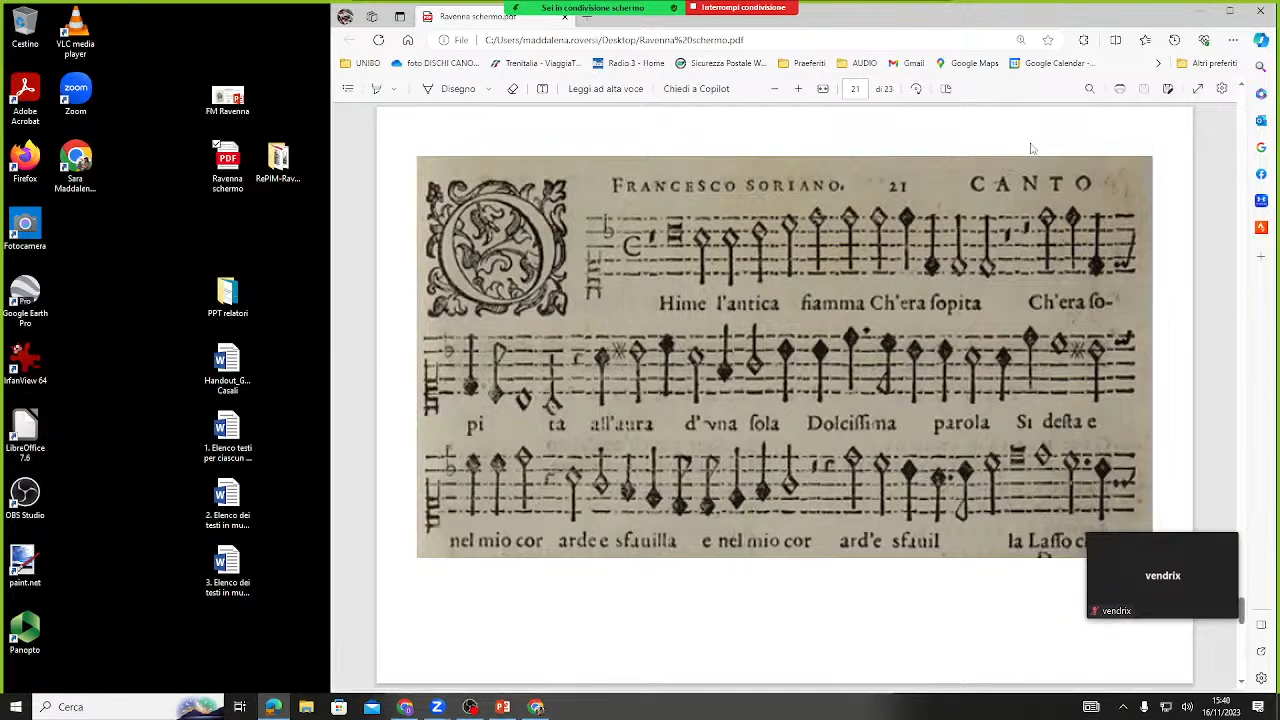 Sei in condivisione schermo
Interrompi condivisione
Ravenna schermo.pdf
File
C:/Users/maddalena.roversi/Desktop/Ravenna%20schermo.pdf
UNIBO
foto DISCHI CANO...
Trenitalia - ViaggiaT...
Radio 3 - Home
Sicurezza Postale W...
Praeferiti
AUDIO
Gmail
Google Maps
Google Calendar -...
Altri preferiti
Disegno
Leggi ad alta voce
Chiedi a Copilot
21
di 23
Cestino
VLC media
player
Adobe
Acrobat
Zoom
FM Ravenna
Firefox
Sara
Maddalen...
Ravenna
schermo
RePIM-Rav...
Fotocamera
Google Earth
Pro
PPT relatori
IrfanView 64
Handout_G...
Casali
LibreOffice
7.6
1. Elenco testi
per ciascun ...
OBS Studio
2. Elenco dei
testi in mu...
paint.net
3. Elenco dei
testi in mu...
Panopto
FRANCESCO SORIANO. 21 CANTO
OHime l'antica fiamma Ch'era ſopita Ch'era ſo-
pi ta all'aura d'vna ſola Dolciſſima parola Si deſta e
nel mio cor arde e sfauilla e nel mio cor ard'e sfauil la Laſſo
vendrix
vendrix
Cerca
15:40
16/11/2023